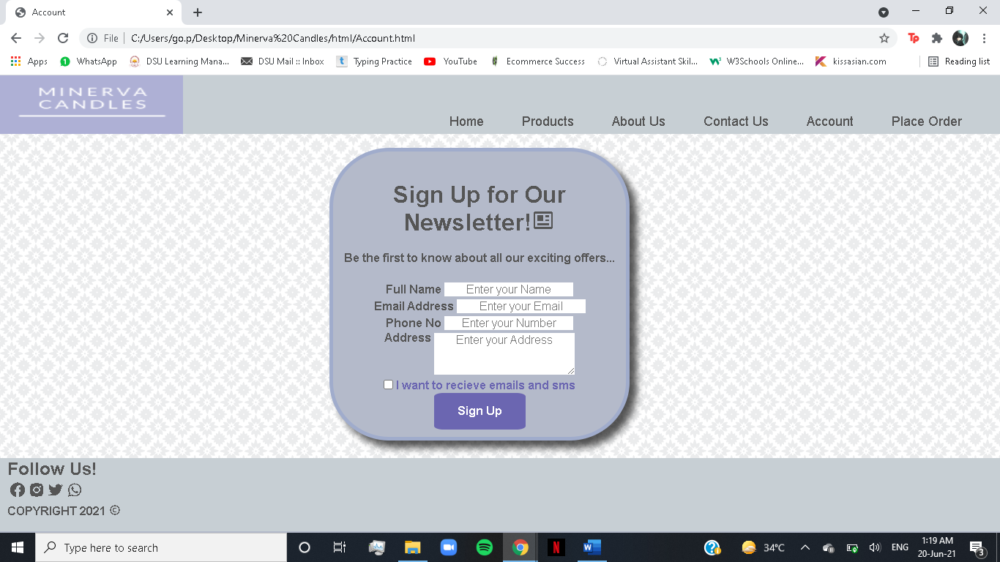 Account
File
C:/Users/go.p/Desktop/Minerva%20Candles/html/Account.html
Apps
WhatsApp
DSU Learning Mana...
DSU Mail :: Inbox
Typing Practice
YouTube
Ecommerce Success
Virtual Assistant Skil...
W3Schools Online...
kissasian.com
Reading list
MINERVA
CANDLES
Home
Products
About Us
Contact Us
Account
Place Order
Sign Up for Our
Newsletter!
Be the first to know about all our exciting offers...
Full Name Enter your Name
Email Address Enter your Email
Phone No Enter your Number
Address Enter your Address
I want to recieve emails and sms
Sign Up
Follow Us!
COPYRIGHT 2021 ©
Type here to search
34°C
ENG
1:19 AM
20-Jun-21
3